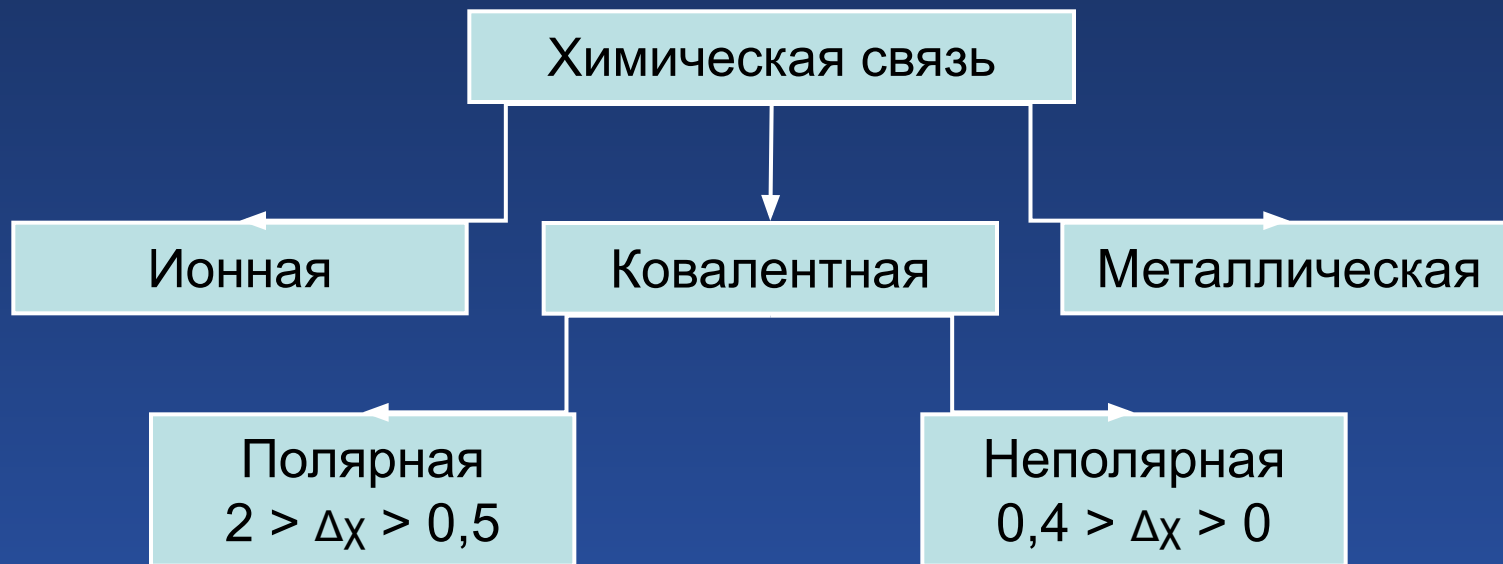 Химическая связь
Ионная
Ковалентная
Металлическая
Полярная
2 > Δχ > 0,5
Неполярная
0,4 > Δχ > 0